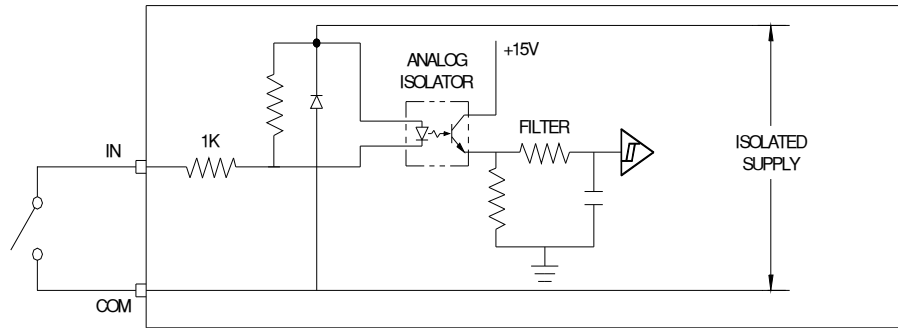 +15V
ANALOG
ISOLATOR
1K
FILTER
IN
ISOLATED
SUPPLY
COM